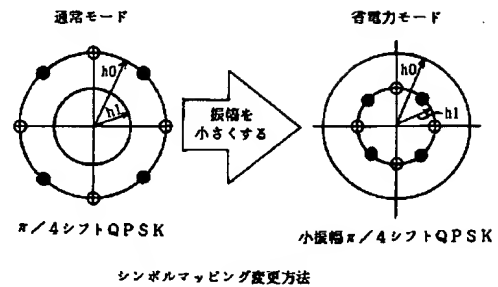 通常モード
省電力モード
h0
h1
振幅を
小さくする
h0
h1
π/4シフトQPSK
小振幅π/4シフトQPSK
シンボルマッピング変更方法